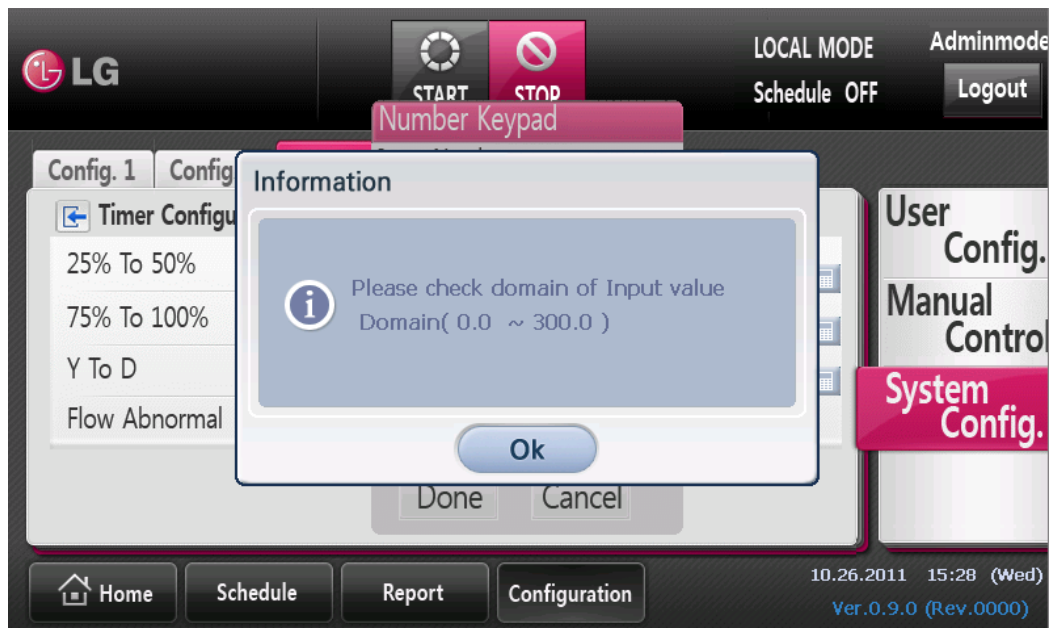 LG
START
STOP
LOCAL MODE
Schedule OFF
Adminmode
Logout
Number Keypad
Config. 1
Config
Timer Configu
25% To 50%
75% To 100%
Y To D
Flow Abnormal
Information
Please check domain of Input value
Domain( 0.0 ~ 300.0 )
Ok
Done
Cancel
User
Config.
Manual
Control
System
Config.
Home
Schedule
Report
Configuration
10.26.2011 15:28 (Wed)
Ver.0.9.0 (Rev.0000)